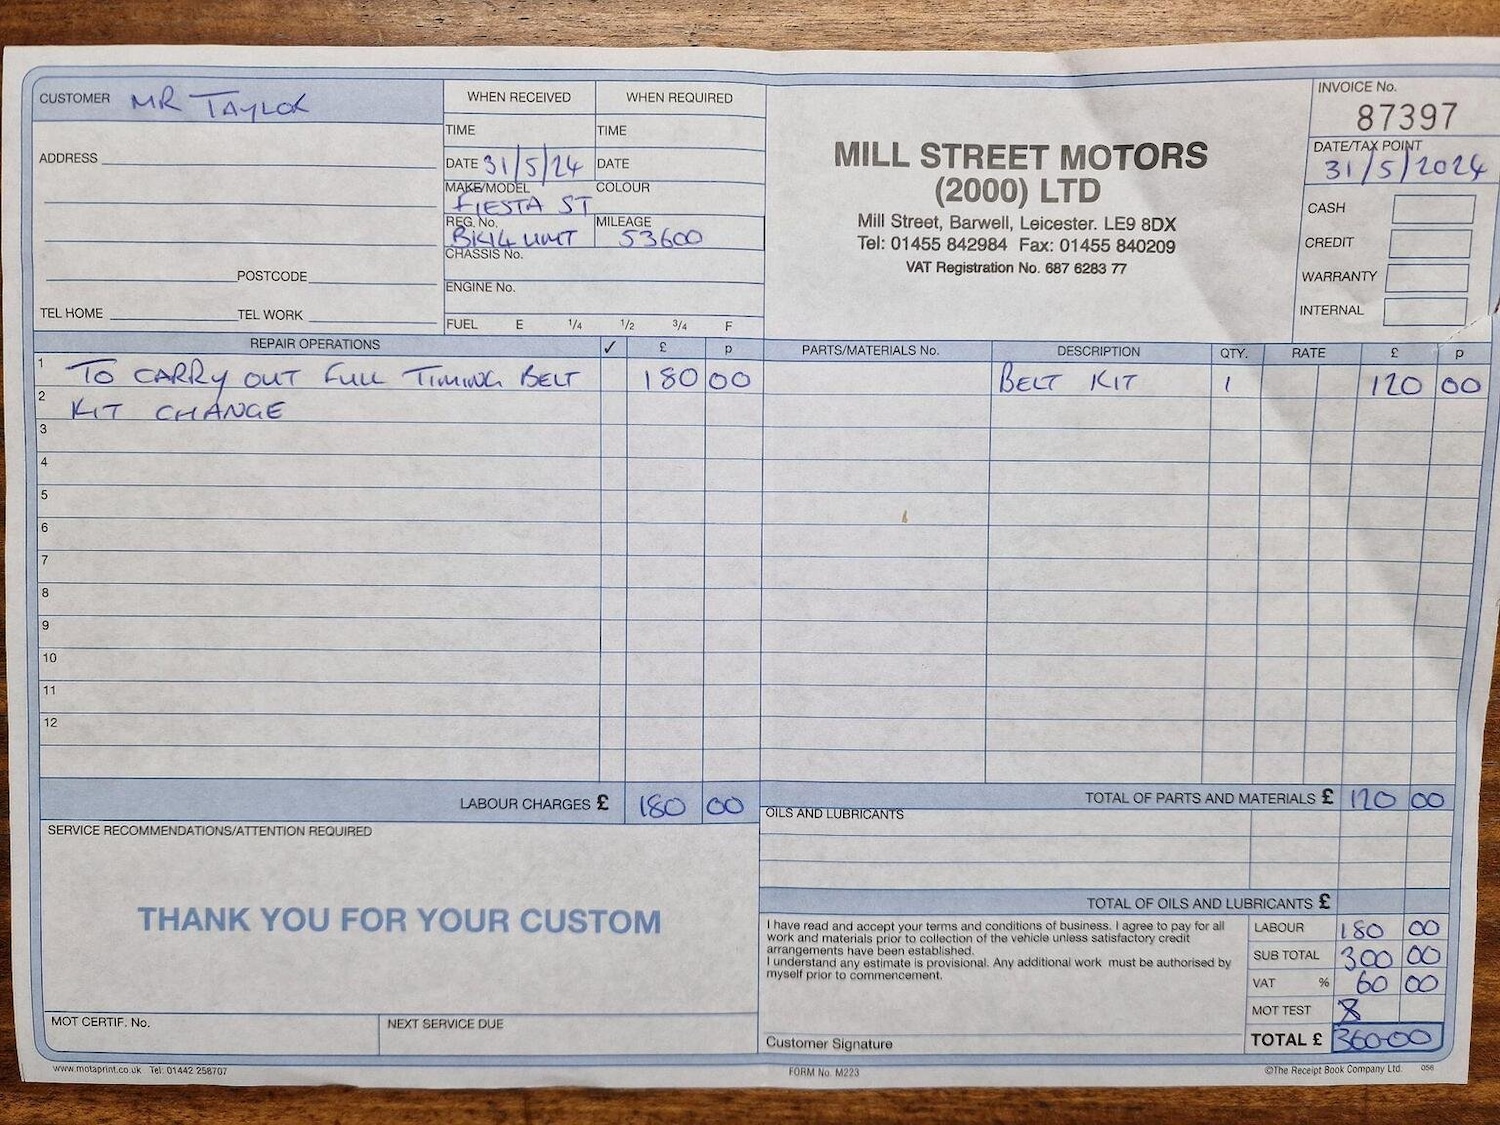 CUSTOMER MR TAYLOR
ADDRESS
POSTCODE
TEL HOME TEL WORK
WHEN RECEIVED WHEN REQUIRED
TIME TIME
DATE 31/5/24 DATE
MAKE/MODEL COLOUR
FIESTA ST
REG. No. MILEAGE
BK14 UMT 53600
CHASSIS No.
ENGINE No.
FUEL E 1/4 1/2 3/4 F
MILL STREET MOTORS
(2000) LTD
Mill Street, Barwell, Leicester. LE9 8DX
Tel: 01455 842984 Fax: 01455 840209
VAT Registration No. 687 6283 77
INVOICE No.
87397
DATE/TAX POINT
31/5/2024
CASH
CREDIT
WARRANTY
INTERNAL
REPAIR OPERATIONS ✓ £ p
1 TO CARRY OUT FULL TIMING BELT 180 00
2 KIT CHANGE
3
4
5
6
7
8
9
10
11
12
LABOUR CHARGES £ 180 00
PARTS/MATERIALS No. DESCRIPTION QTY. RATE £ p
BELT KIT 1 120 00
TOTAL OF PARTS AND MATERIALS £ 120 00
OILS AND LUBRICANTS
TOTAL OF OILS AND LUBRICANTS £
SERVICE RECOMMENDATIONS/ATTENTION REQUIRED
THANK YOU FOR YOUR CUSTOM
MOT CERTIF. No. NEXT SERVICE DUE
I have read and accept your terms and conditions of business. I agree to pay for all
work and materials prior to collection of the vehicle unless satisfactory credit
arrangements have been established.
I understand any estimate is provisional. Any additional work must be authorised by
myself prior to commencement.
Customer Signature
LABOUR 180 00
SUB TOTAL 300 00
VAT % 60 00
MOT TEST
TOTAL £ 360-00
www.motaprint.co.uk Tel: 01442 258707
FORM No. M223
©The Receipt Book Company Ltd. 056